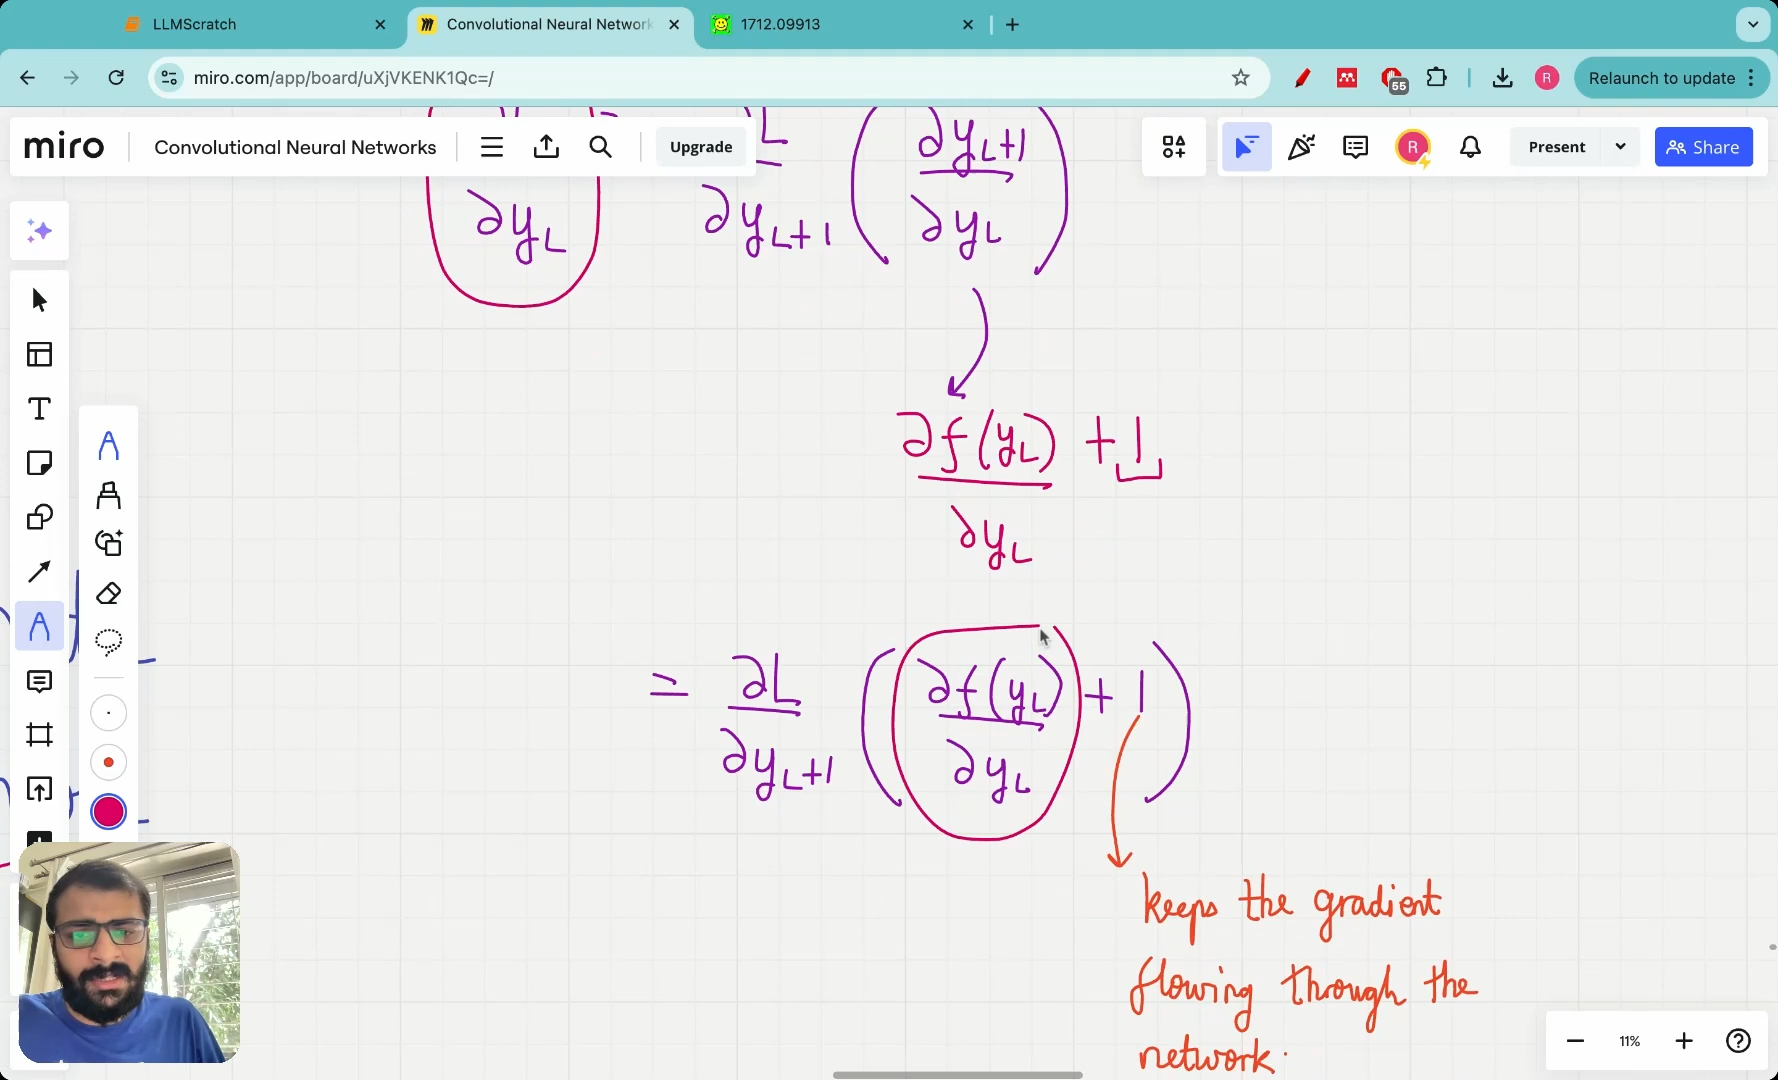 LLMScratch
Convolutional Neural Network
1712.09913
miro.com/app/board/uXjVKENK1Qc=/
55
R
Relaunch to update
miro
Convolutional Neural Networks
Upgrade
R
Present
Share
∂yL+1
∂yL
∂yL+1
∂yL
∂f(yL) + 1
∂yL
= ∂L (∂f(yL) + 1)
∂yL+1 ∂yL
keeps the gradient
flowing through the
network.
11%